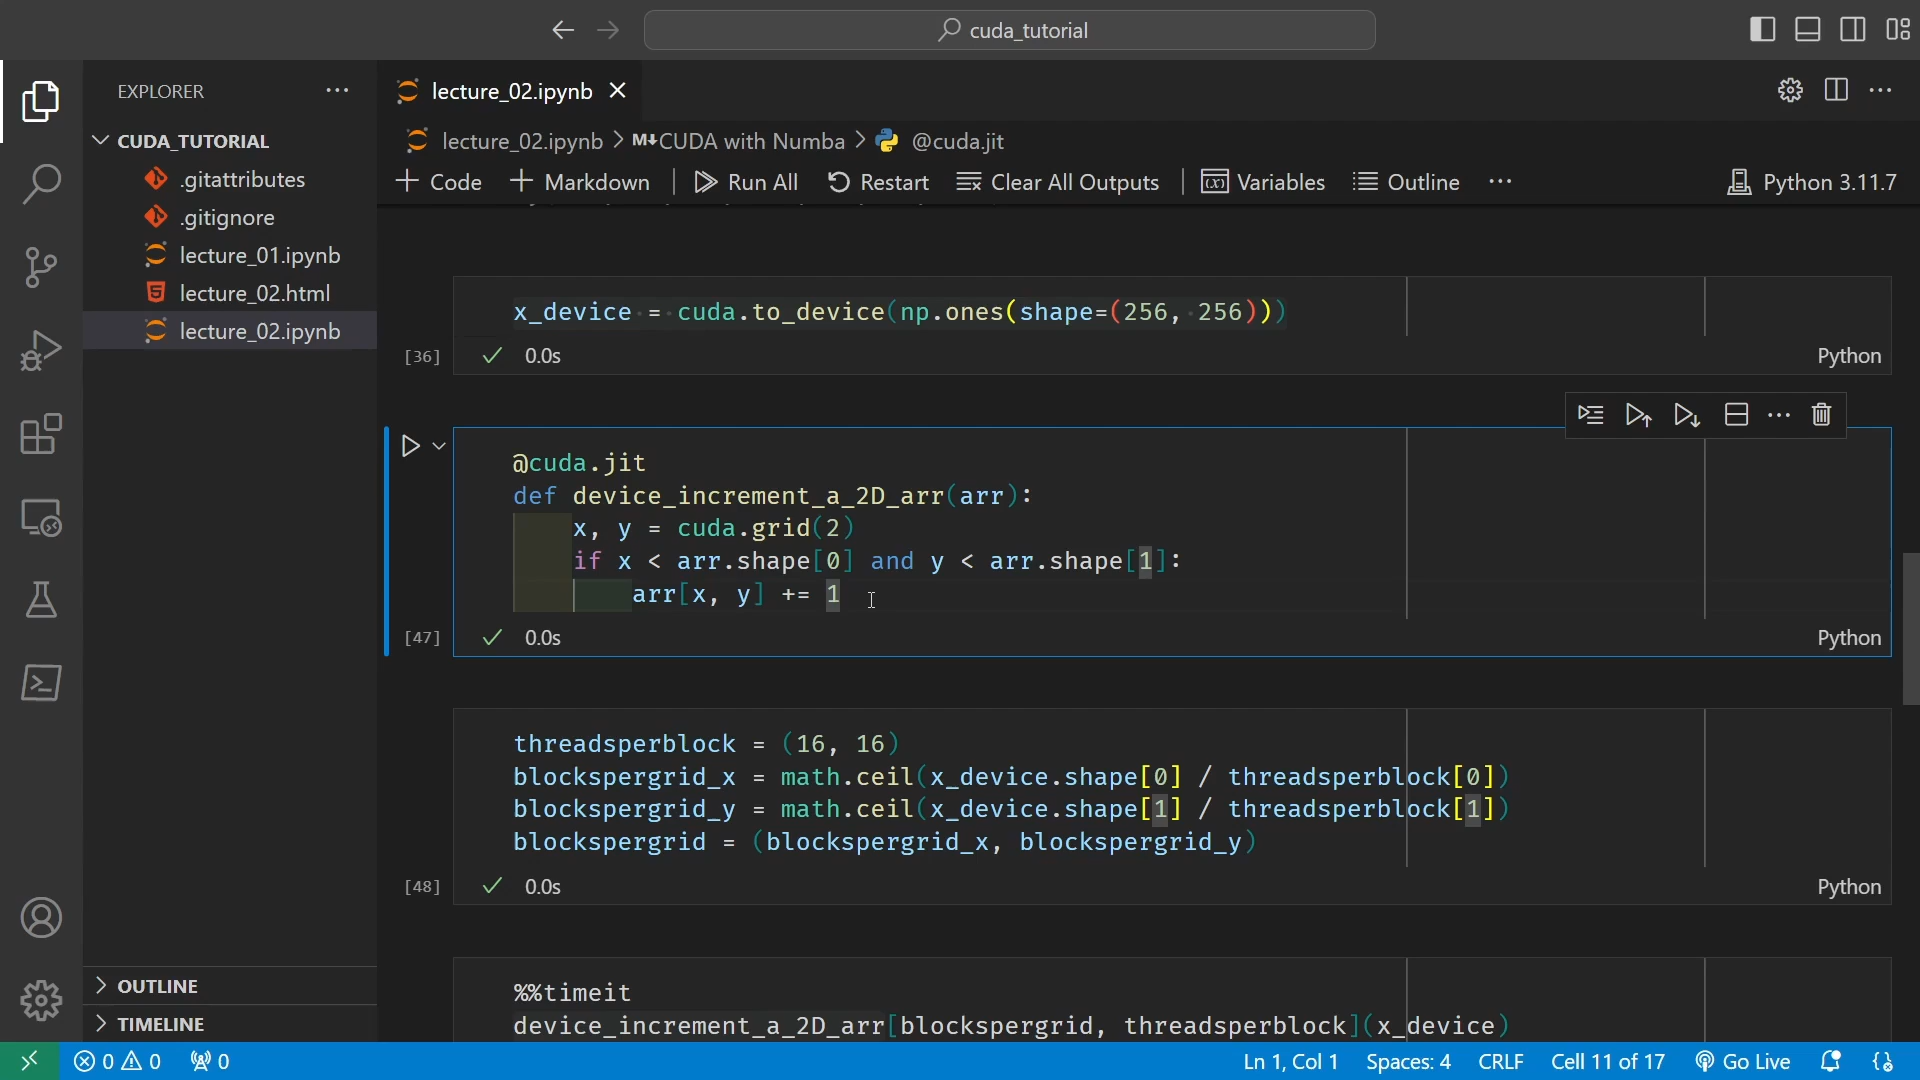 cuda_tutorial
EXPLORER
lecture_02.ipynb
CUDA_TUTORIAL
.gitattributes
.gitignore
lecture_01.ipynb
lecture_02.html
lecture_02.ipynb
OUTLINE
TIMELINE
lecture_02.ipynb > M↓CUDA with Numba > @cuda.jit
+ Code + Markdown Run All Restart Clear All Outputs Variables Outline ... Python 3.11.7
x_device = cuda.to_device(np.ones(shape=(256, 256)))
[36] 0.0s Python
@cuda.jit
def device_increment_a_2D_arr(arr):
x, y = cuda.grid(2)
if x < arr.shape[0] and y < arr.shape[1]:
arr[x, y] += 1
[47] 0.0s Python
threadsperblock = (16, 16)
blockspergrid_x = math.ceil(x_device.shape[0] / threadsperblock[0])
blockspergrid_y = math.ceil(x_device.shape[1] / threadsperblock[1])
blockspergrid = (blockspergrid_x, blockspergrid_y)
[48] 0.0s Python
%%timeit
device_increment_a_2D_arr[blockspergrid, threadsperblock](x_device)
0 0 0 Ln 1, Col 1 Spaces: 4 CRLF Cell 11 of 17 Go Live